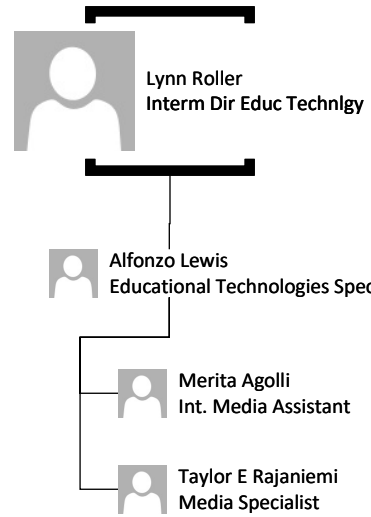 Lynn Roller
Interm Dir Educ Technlgy
Alfonzo Lewis
Educational Technologies Spec
Merita Agolli
Int. Media Assistant
Taylor E Rajaniemi
Media Specialist